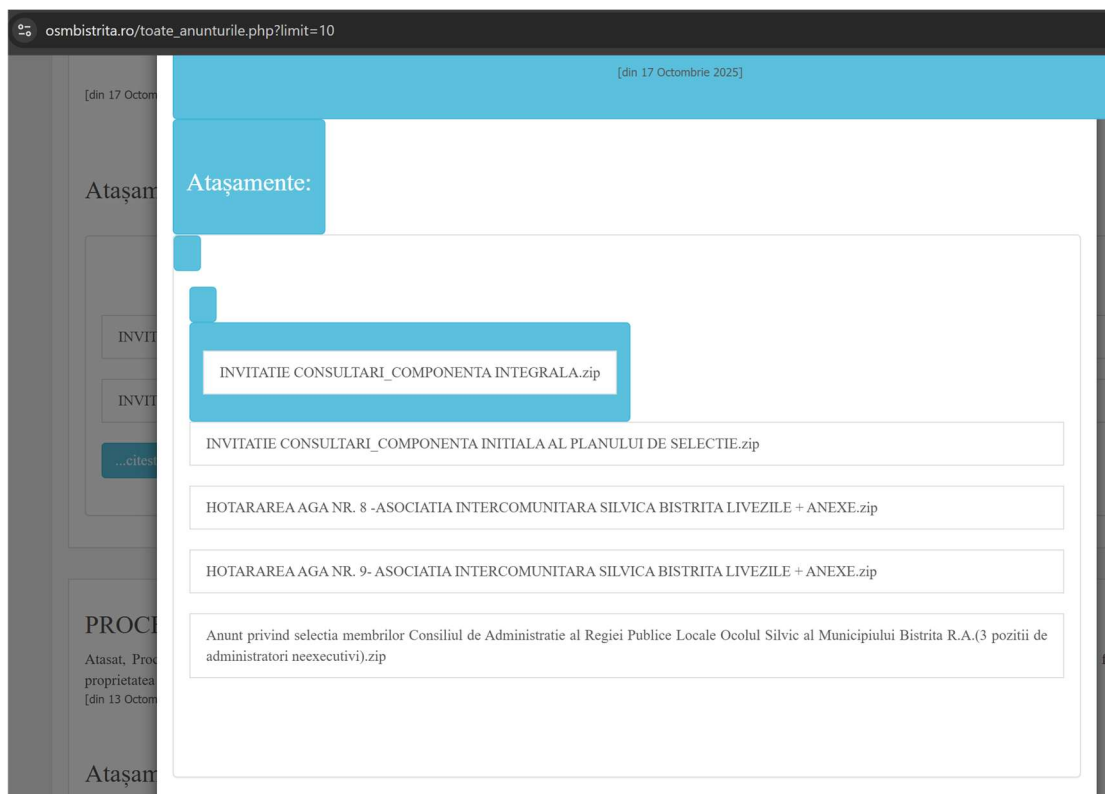 osmbistrita.ro/toate_anunturile.php?limit=10
[din 17 Octombrie 2025]
[din 17 Octom
Atașam
Atașamente:
INVIT
INVITATIE CONSULTARI_COMPONENTA INTEGRALA.zip
INVIT
INVITATIE CONSULTARI_COMPONENTA INITIALA AL PLANULUI DE SELECTIE.zip
...citest
HOTARAREA AGA NR. 8 -ASOCIATIA INTERCOMUNITARA SILVICA BISTRITA LIVEZILE + ANEXE.zip
HOTARAREA AGA NR. 9- ASOCIATIA INTERCOMUNITARA SILVICA BISTRITA LIVEZILE + ANEXE.zip
PROCE
Anunt privind selectia membrilor Consiliul de Administratie al Regiei Publice Locale Ocolul Silvic al Municipiului Bistrita R.A.(3 pozitii de
administratori neexecutivi).zip
Atasat, Proc
proprietatea
[din 13 Octom
Atașam